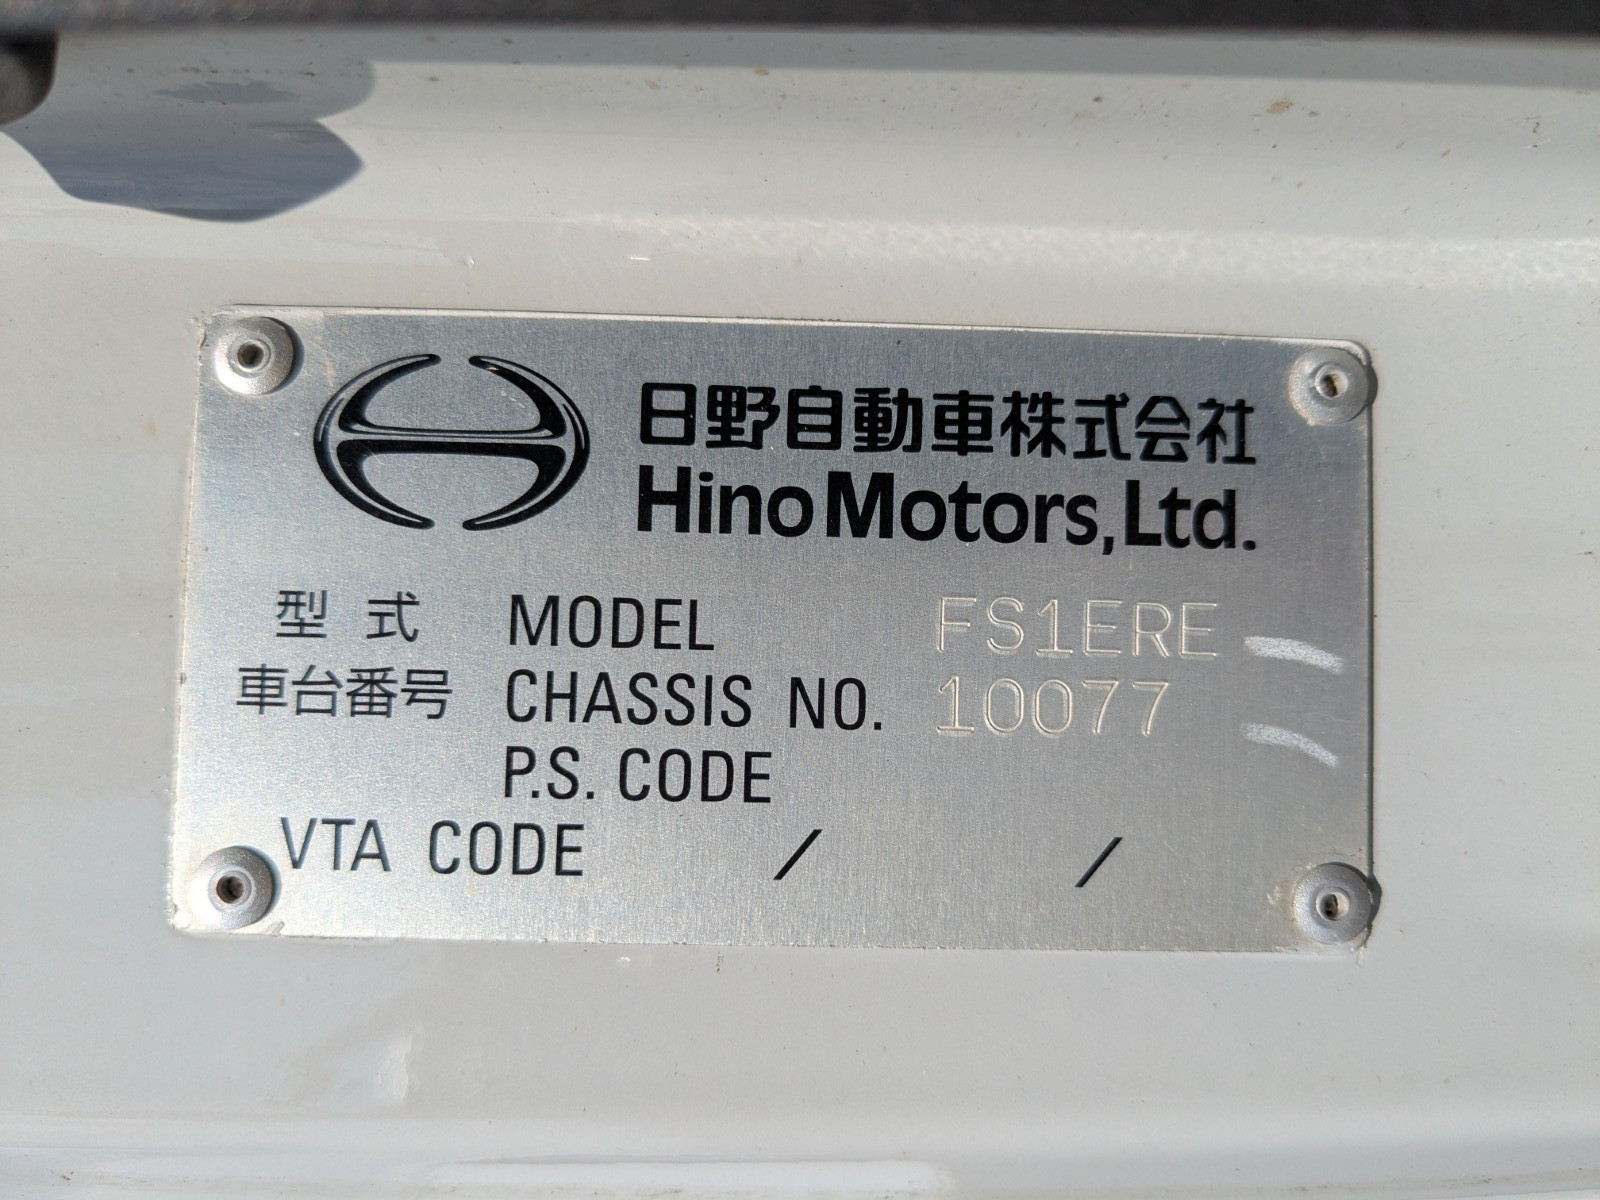 日野自動車株式会社
Hino Motors, Ltd.
型 式 MODEL FS1ERE
車台番号 CHASSIS NO. 10077
P.S. CODE
VTA CODE / /